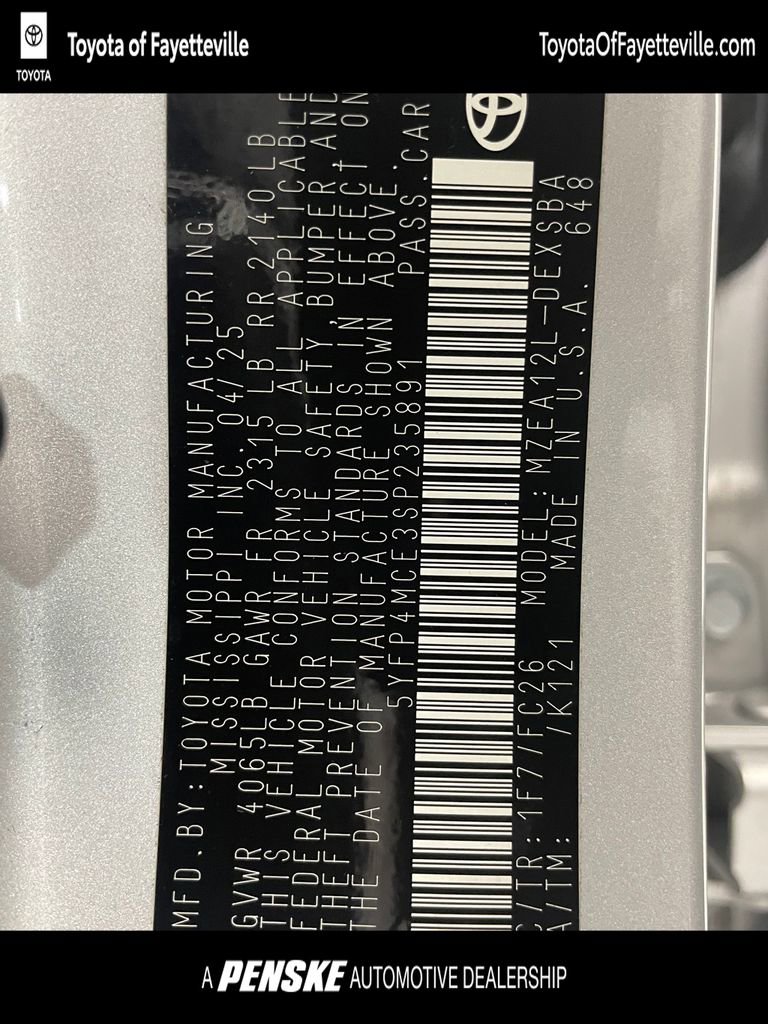 Toyota of Fayetteville
ToyotaOfFayetteville.com
TOYOTA
MFD.BY:TOYOTA MOTOR MANUFACTURING
MISSISSIPPI INC. 04/25
GVWR 4065LB GAWR FR 2315 LB RR 2140 LB
THIS VEHICLE CONFORMS TO ALL APPLICABLE
FEDERAL MOTOR VEHICLE SAFETY, BUMPER, AND
THEFT PREVENTION STANDARDS IN EFFECT ON
THE DATE OF MANUFACTURE SHOWN ABOVE.
5YFP4MCE3SP235891 PASS.CAR
C/TR: 1F7/FC26 MODEL: MZEA12L-DEXSBA
A/TM: /K121 MADE IN U.S.A. 648
A PENSKE AUTOMOTIVE DEALERSHIP